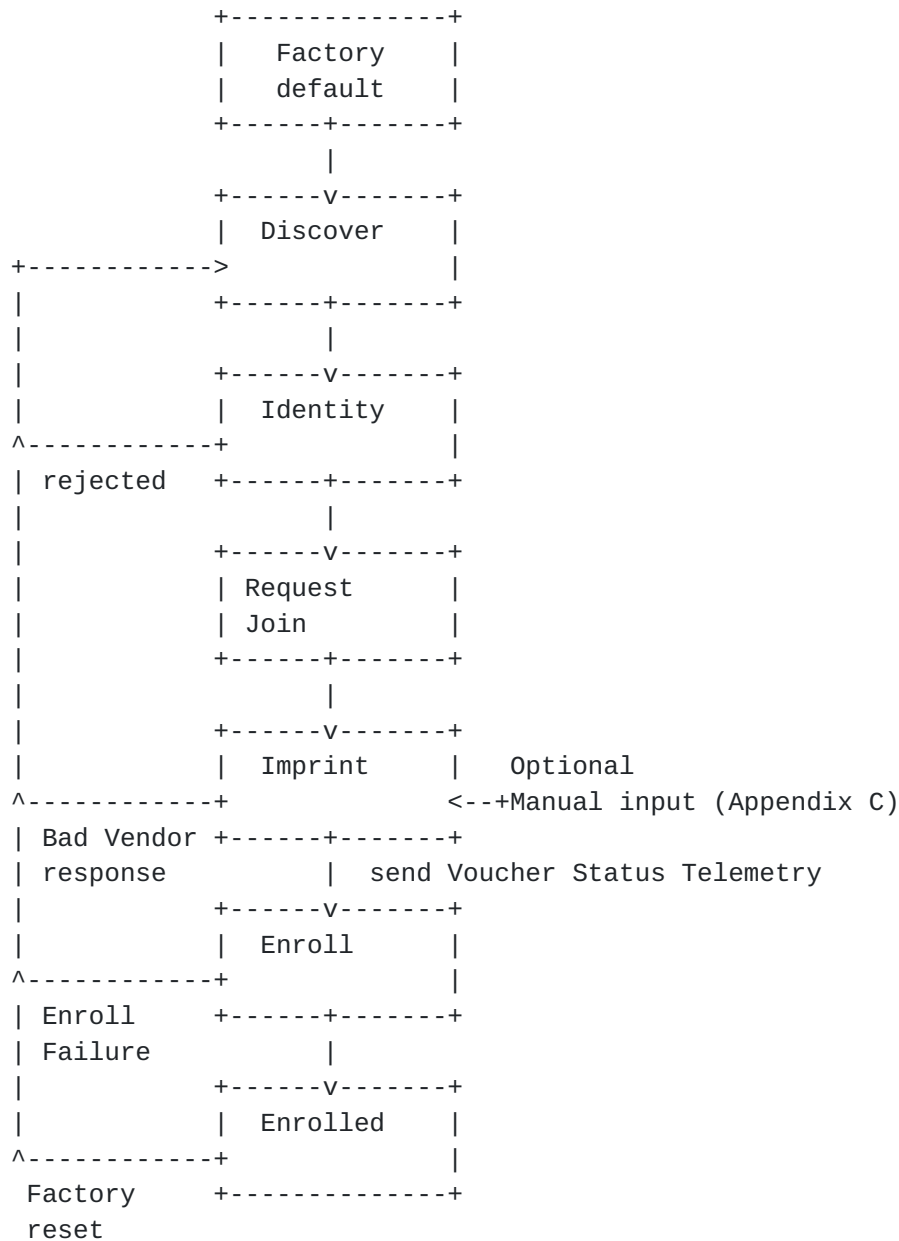 Factory
default
Discover
Identity
rejected
Request
Join
Imprint Optional
Manual input (Appendix C)
Bad Vendor
response send Voucher Status Telemetry
Enroll
Enroll
Failure
Enrolled
Factory
reset